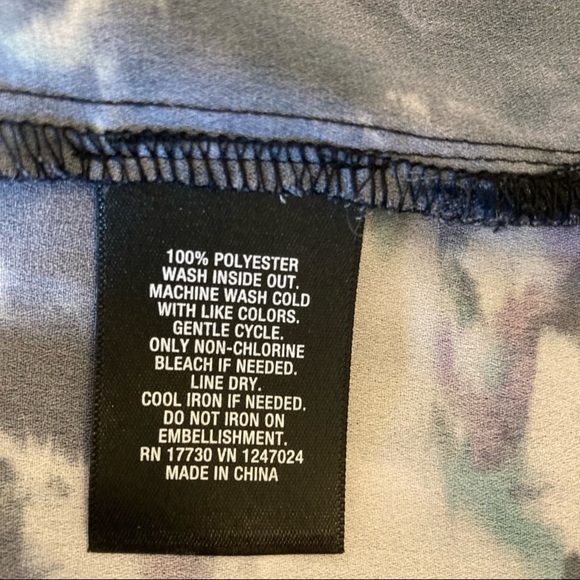 100% POLYESTER
WASH INSIDE OUT.
MACHINE WASH COLD
WITH LIKE COLORS.
GENTLE CYCLE.
ONLY NON-CHLORINE
BLEACH IF NEEDED.
LINE DRY.
COOL IRON IF NEEDED.
DO NOT IRON ON
EMBELLISHMENT.
RN 17730 VN 1247024
MADE IN CHINA